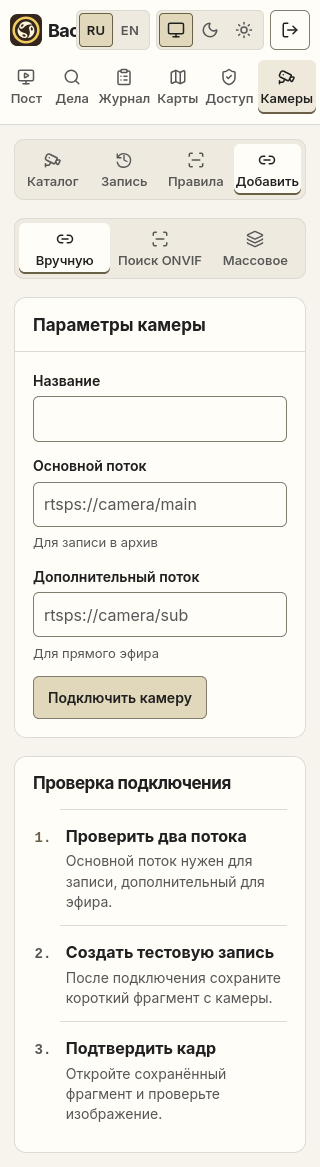 Вас
RU EN
Пост Дела Журнал Карты Доступ Камеры
Каталог Запись Правила Добавить
Вручную Поиск ONVIF Массовое
Параметры камеры
Название
Основной поток
rtsps://camera/main
Для записи в архив
Дополнительный поток
rtsps://camera/sub
Для прямого эфира
Подключить камеру
Проверка подключения
1. Проверить два потока
Основной поток нужен для
записи, дополнительный для
эфира.
2. Создать тестовую запись
После подключения сохраните
короткий фрагмент с камеры.
3. Подтвердить кадр
Откройте сохранённый
фрагмент и проверьте
изображение.